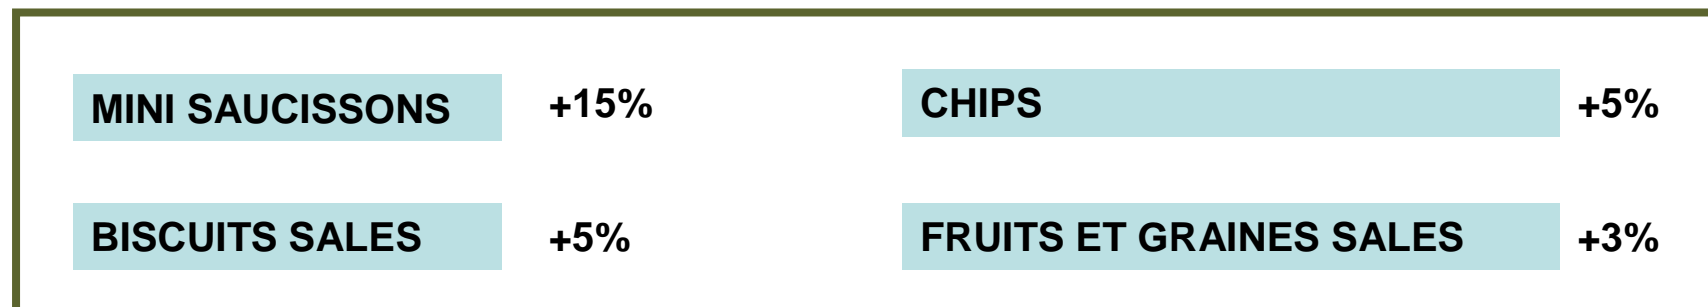 MINI SAUCISSONS +15% CHIPS +5%
BISCUITS SALES +5% FRUITS ET GRAINES SALES +3%